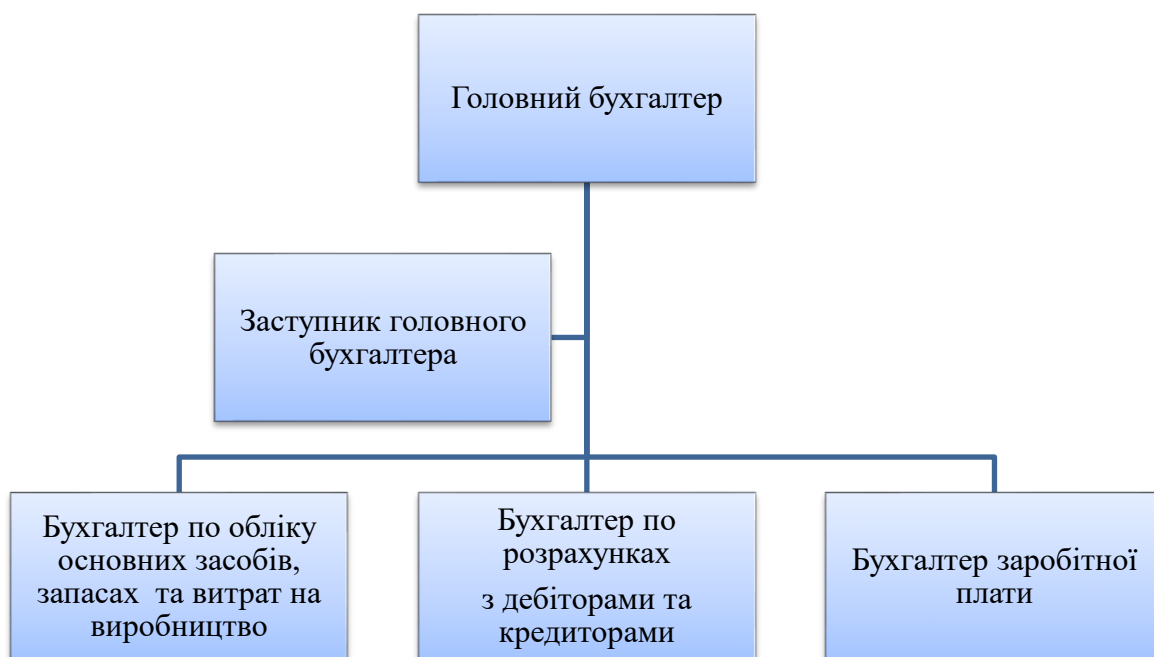 Головний бухгалтер
Заступник головного
бухгалтера
Бухгалтер по обліку
основних засобів,
запасах та витрат на
виробництво
Бухгалтер по
розрахунках
з дебіторами та
кредиторами
Бухгалтер заробітної
плати